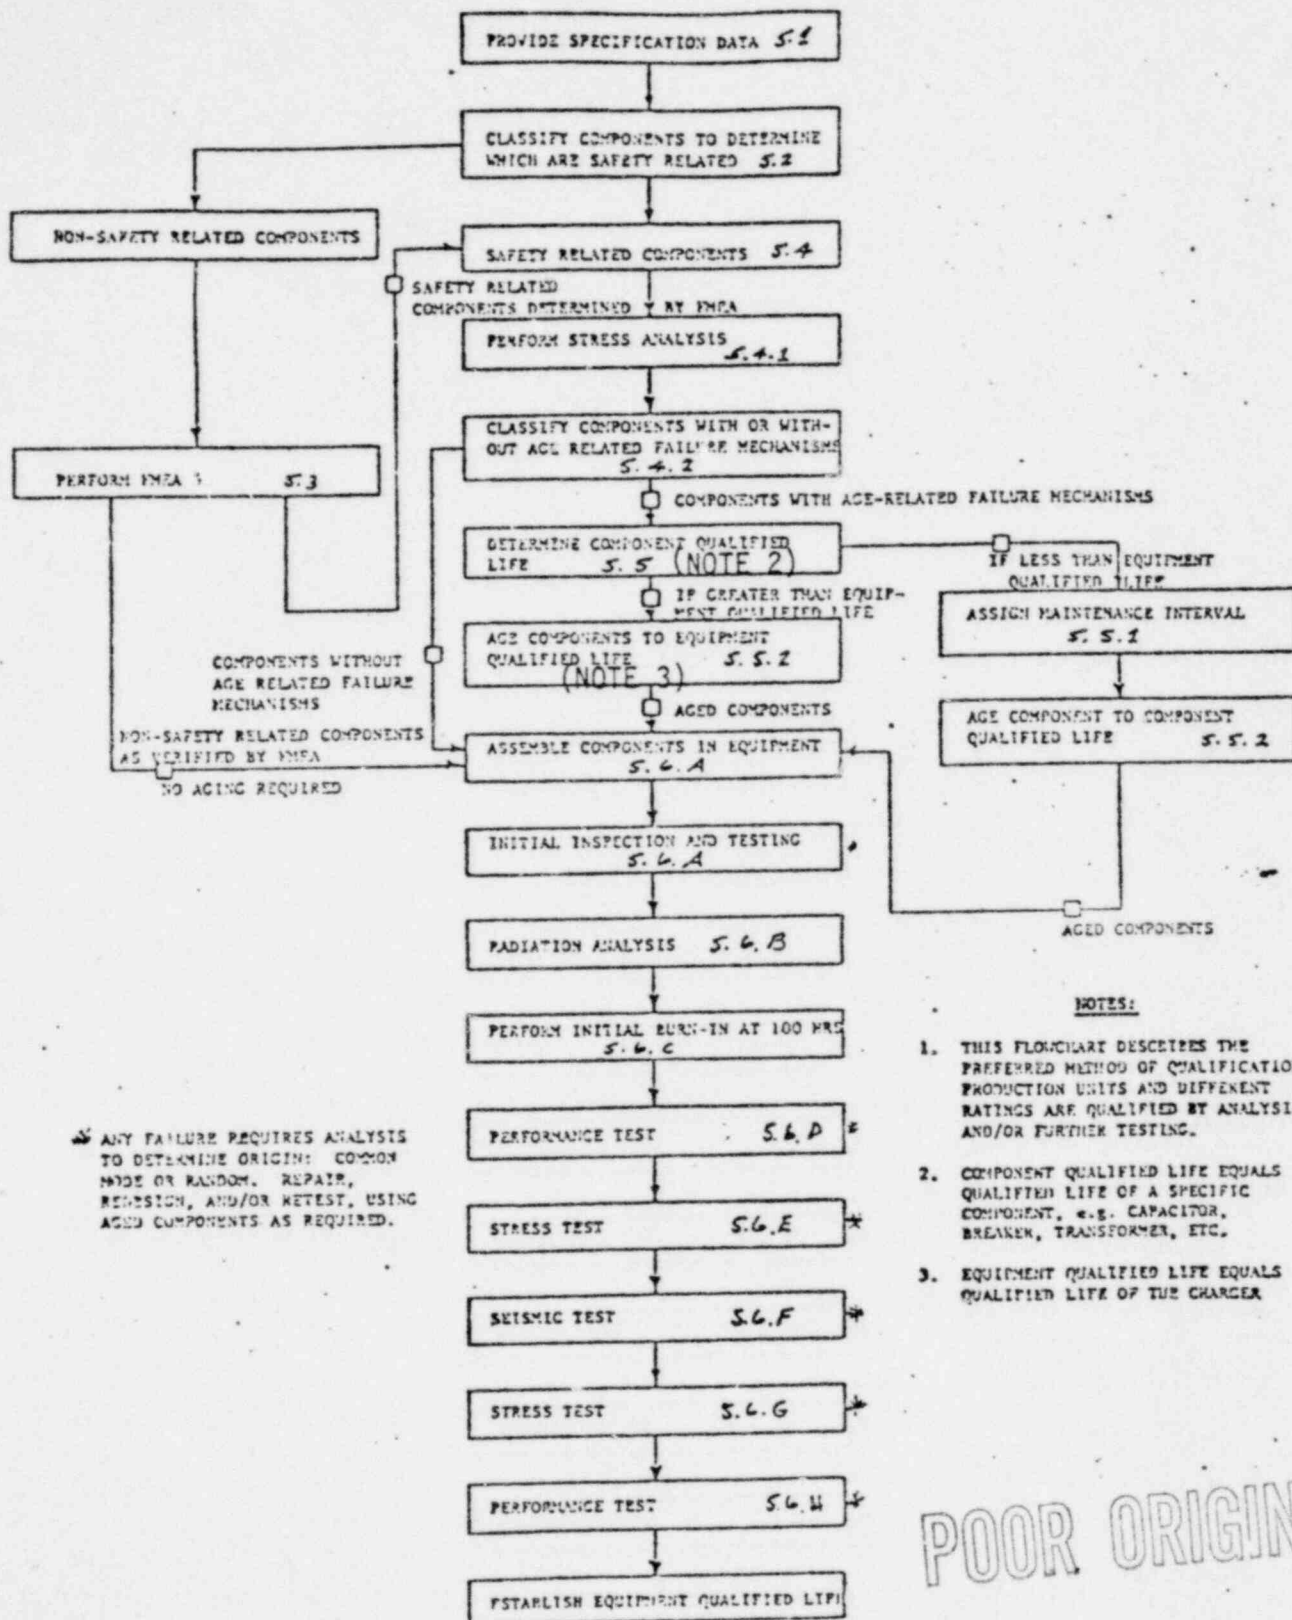 PROVIDE SPECIFICATION DATA 5.1
CLASSIFY COMPONENTS TO DETERMINE
WHICH ARE SAFETY RELATED 5.2
NON-SAFETY RELATED COMPONENTS
SAFETY RELATED COMPONENTS 5.4
SAFETY RELATED
COMPONENTS DETERMINED BY FMEA
PERFORM STRESS ANALYSIS
5.4.1
CLASSIFY COMPONENTS WITH OR WITH-
OUT AGE RELATED FAILURE MECHANISMS
5.4.2
PERFORM FMEA 5.3
COMPONENTS WITH AGE-RELATED FAILURE MECHANISMS
DETERMINE COMPONENT QUALIFIED
LIFE 5.5 (NOTE 2)
IF LESS THAN EQUIPMENT
QUALIFIED LIFE
IF GREATER THAN EQUIP-
MENT QUALIFIED LIFE
ASSIGN MAINTENANCE INTERVAL
5.5.1
AGE COMPONENTS TO EQUIPMENT
QUALIFIED LIFE 5.5.2
(NOTE 3)
COMPONENTS WITHOUT
AGE RELATED FAILURE
MECHANISMS
AGED COMPONENTS
AGE COMPONENT TO COMPONENT
QUALIFIED LIFE 5.5.2
NON-SAFETY RELATED COMPONENTS
AS VERIFIED BY FMEA
NO AGING REQUIRED
ASSEMBLE COMPONENTS IN EQUIPMENT
5.6.A
INITIAL INSPECTION AND TESTING
5.6.A
AGED COMPONENTS
RADIATION ANALYSIS 5.6.B
PERFORM INITIAL BURN-IN AT 100 HRS
5.6.C
NOTES:
1. THIS FLOWCHART DESCRIBES THE
PREFERRED METHOD OF QUALIFICATIO
PRODUCTION UNITS AND DIFFERENT
RATINGS ARE QUALIFIED BY ANALYSI
AND/OR FURTHER TESTING.
2. COMPONENT QUALIFIED LIFE EQUALS
QUALIFIED LIFE OF A SPECIFIC
COMPONENT, e.g. CAPACITOR,
BREAKER, TRANSFORMER, ETC.
3. EQUIPMENT QUALIFIED LIFE EQUALS
QUALIFIED LIFE OF THE CHARGER
* ANY FAILURE REQUIRES ANALYSIS
TO DETERMINE ORIGIN: COMMON
MODE OR RANDOM. REPAIR,
REDESIGN, AND/OR RETEST, USING
AGED COMPONENTS AS REQUIRED.
PERFORMANCE TEST 5.6.D *
STRESS TEST 5.6.E *
SEISMIC TEST 5.6.F *
STRESS TEST 5.6.G *
PERFORMANCE TEST 5.6.H *
ESTABLISH EQUIPMENT QUALIFIED LIFE
POOR ORIGIN